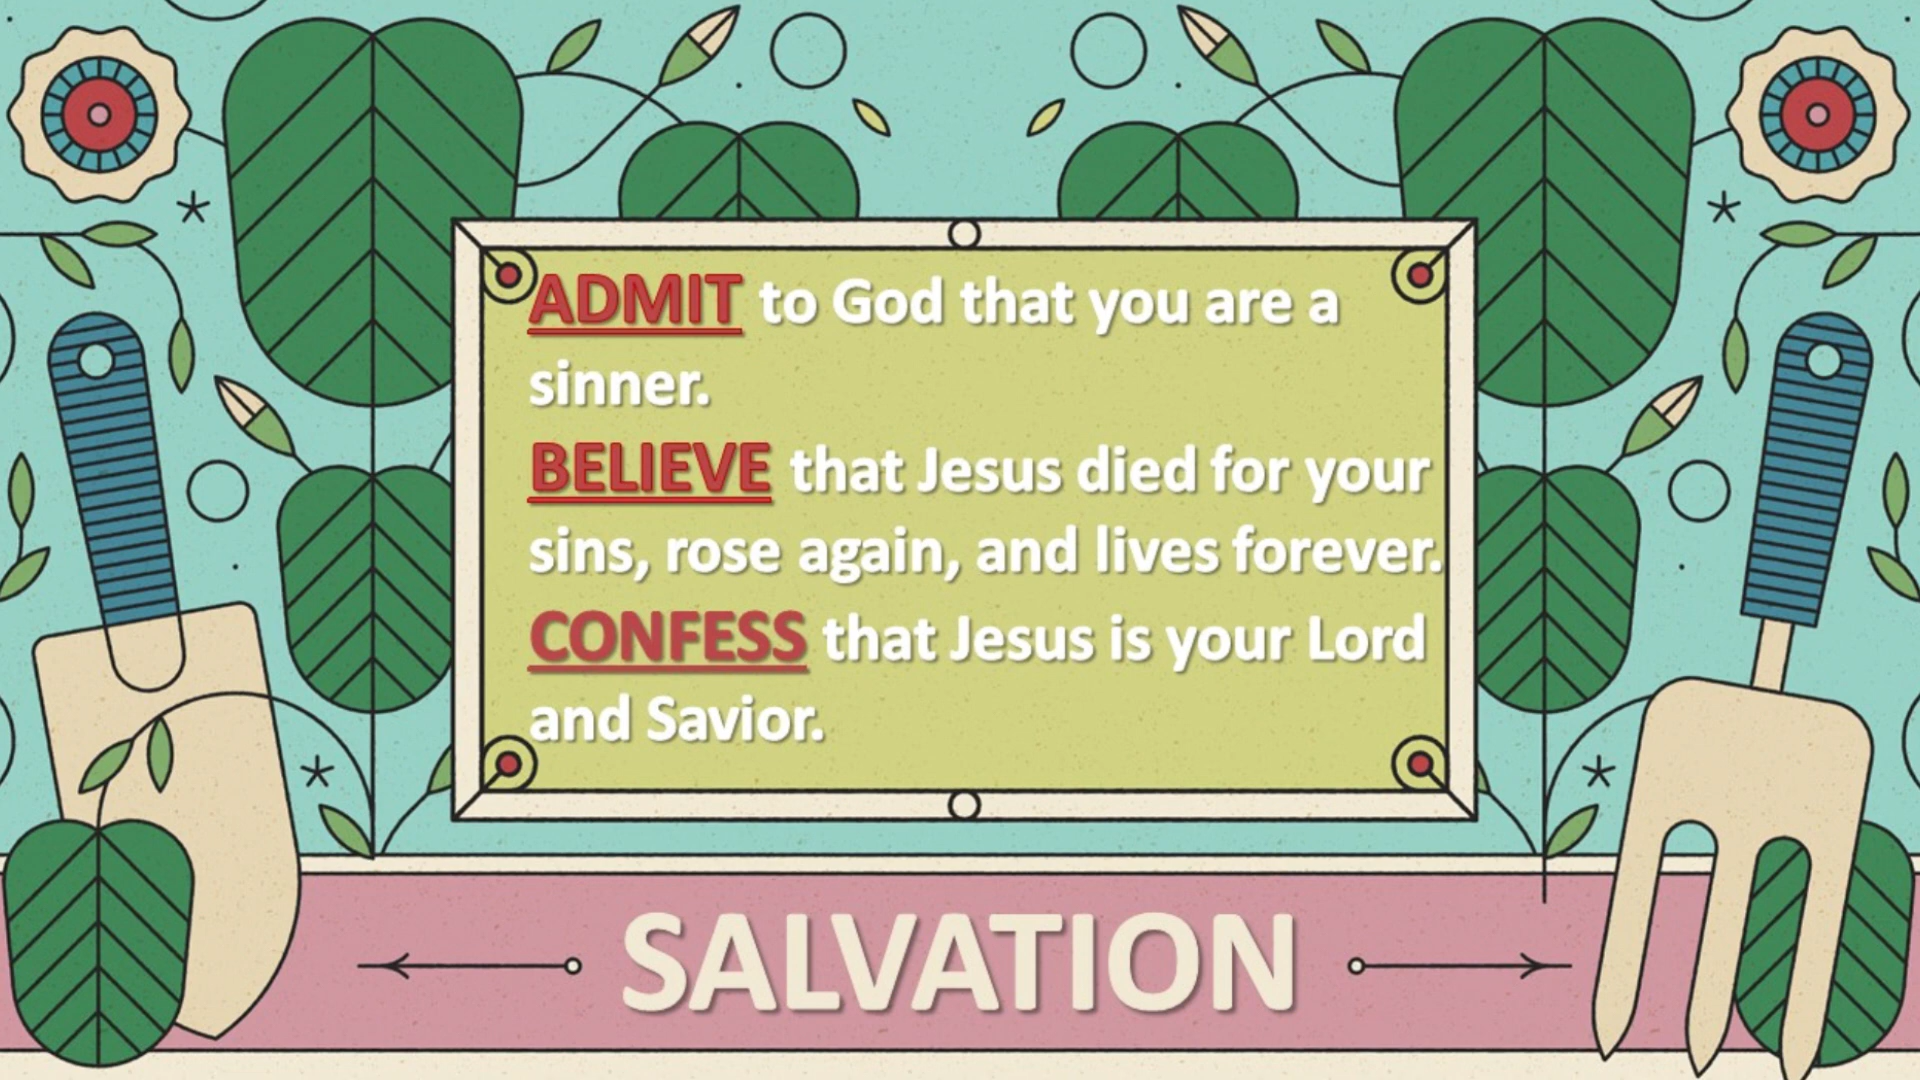 ADMIT to God that you are a
sinner.
BELIEVE that Jesus died for your
sins, rose again, and lives forever.
CONFESS that Jesus is your Lord
and Savior.
SALVATION